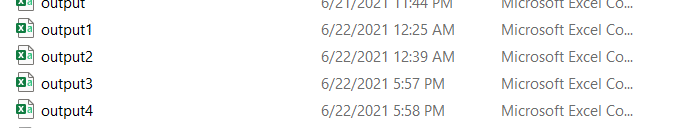 output 6/21/2021 11:44 PM Microsoft Excel Co...
output1 6/22/2021 12:25 AM Microsoft Excel Co...
output2 6/22/2021 12:39 AM Microsoft Excel Co...
output3 6/22/2021 5:57 PM Microsoft Excel Co...
output4 6/22/2021 5:58 PM Microsoft Excel Co...